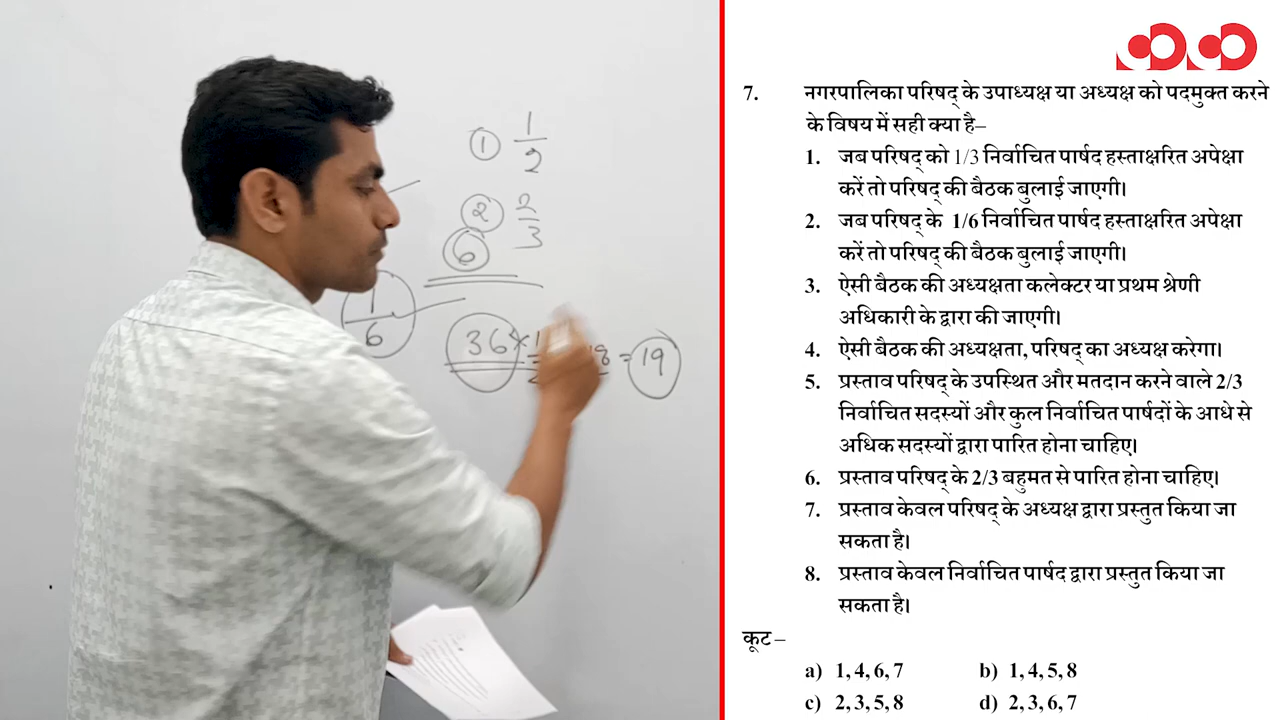 ① 1/2
② 2/3
⑥
1/6
36 × 1 18 = 19
7. नगरपालिका परिषद् के उपाध्यक्ष या अध्यक्ष को पदमुक्त करने
के विषय में सही क्या है–
1. जब परिषद् को 1/3 निर्वाचित पार्षद हस्ताक्षरित अपेक्षा
करें तो परिषद् की बैठक बुलाई जाएगी।
2. जब परिषद् के 1/6 निर्वाचित पार्षद हस्ताक्षरित अपेक्षा
करें तो परिषद् की बैठक बुलाई जाएगी।
3. ऐसी बैठक की अध्यक्षता कलेक्टर या प्रथम श्रेणी
अधिकारी के द्वारा की जाएगी।
4. ऐसी बैठक की अध्यक्षता, परिषद् का अध्यक्ष करेगा।
5. प्रस्ताव परिषद् के उपस्थित और मतदान करने वाले 2/3
निर्वाचित सदस्यों और कुल निर्वाचित पार्षदों के आधे से
अधिक सदस्यों द्वारा पारित होना चाहिए।
6. प्रस्ताव परिषद् के 2/3 बहुमत से पारित होना चाहिए।
7. प्रस्ताव केवल परिषद् के अध्यक्ष द्वारा प्रस्तुत किया जा
सकता है।
8. प्रस्ताव केवल निर्वाचित पार्षद द्वारा प्रस्तुत किया जा
सकता है।
कूट–
a) 1, 4, 6, 7 b) 1, 4, 5, 8
c) 2, 3, 5, 8 d) 2, 3, 6, 7